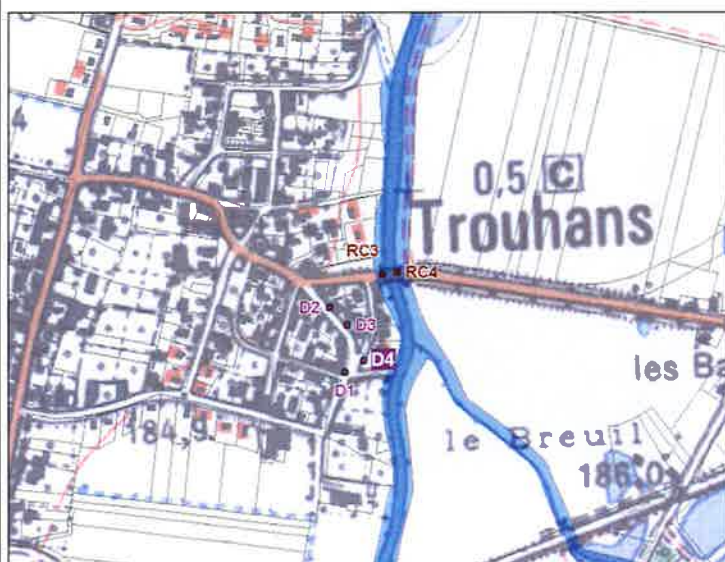 0,5 C
Trouhans
RC3
RC4
D2
D3
D4
D1
les Ba
184,9
le Breuil
186.0